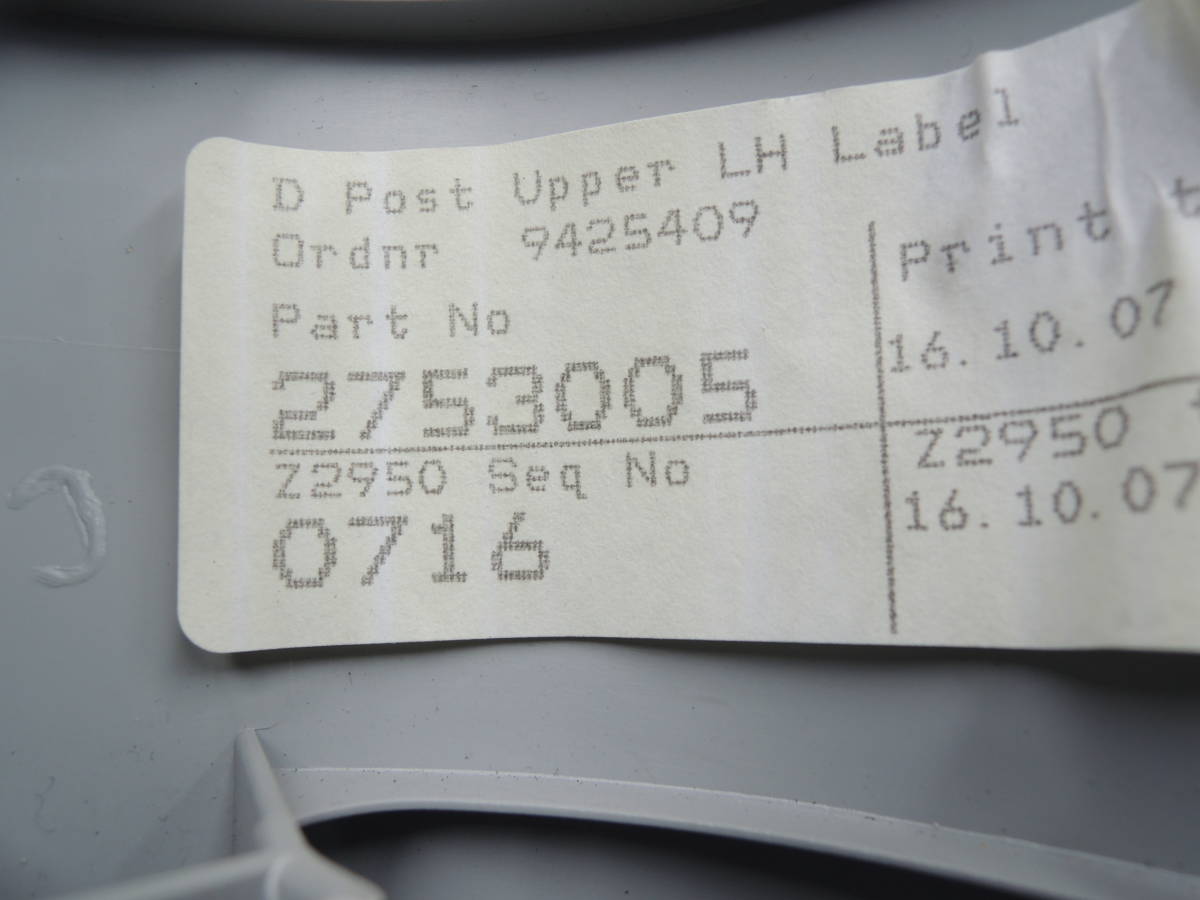 D Post Upper LH Label
Ordnr 9425409
Part No
2753005
Z2950 Seq No
0716
Print t
16.10.07
Z2950
16.10.07